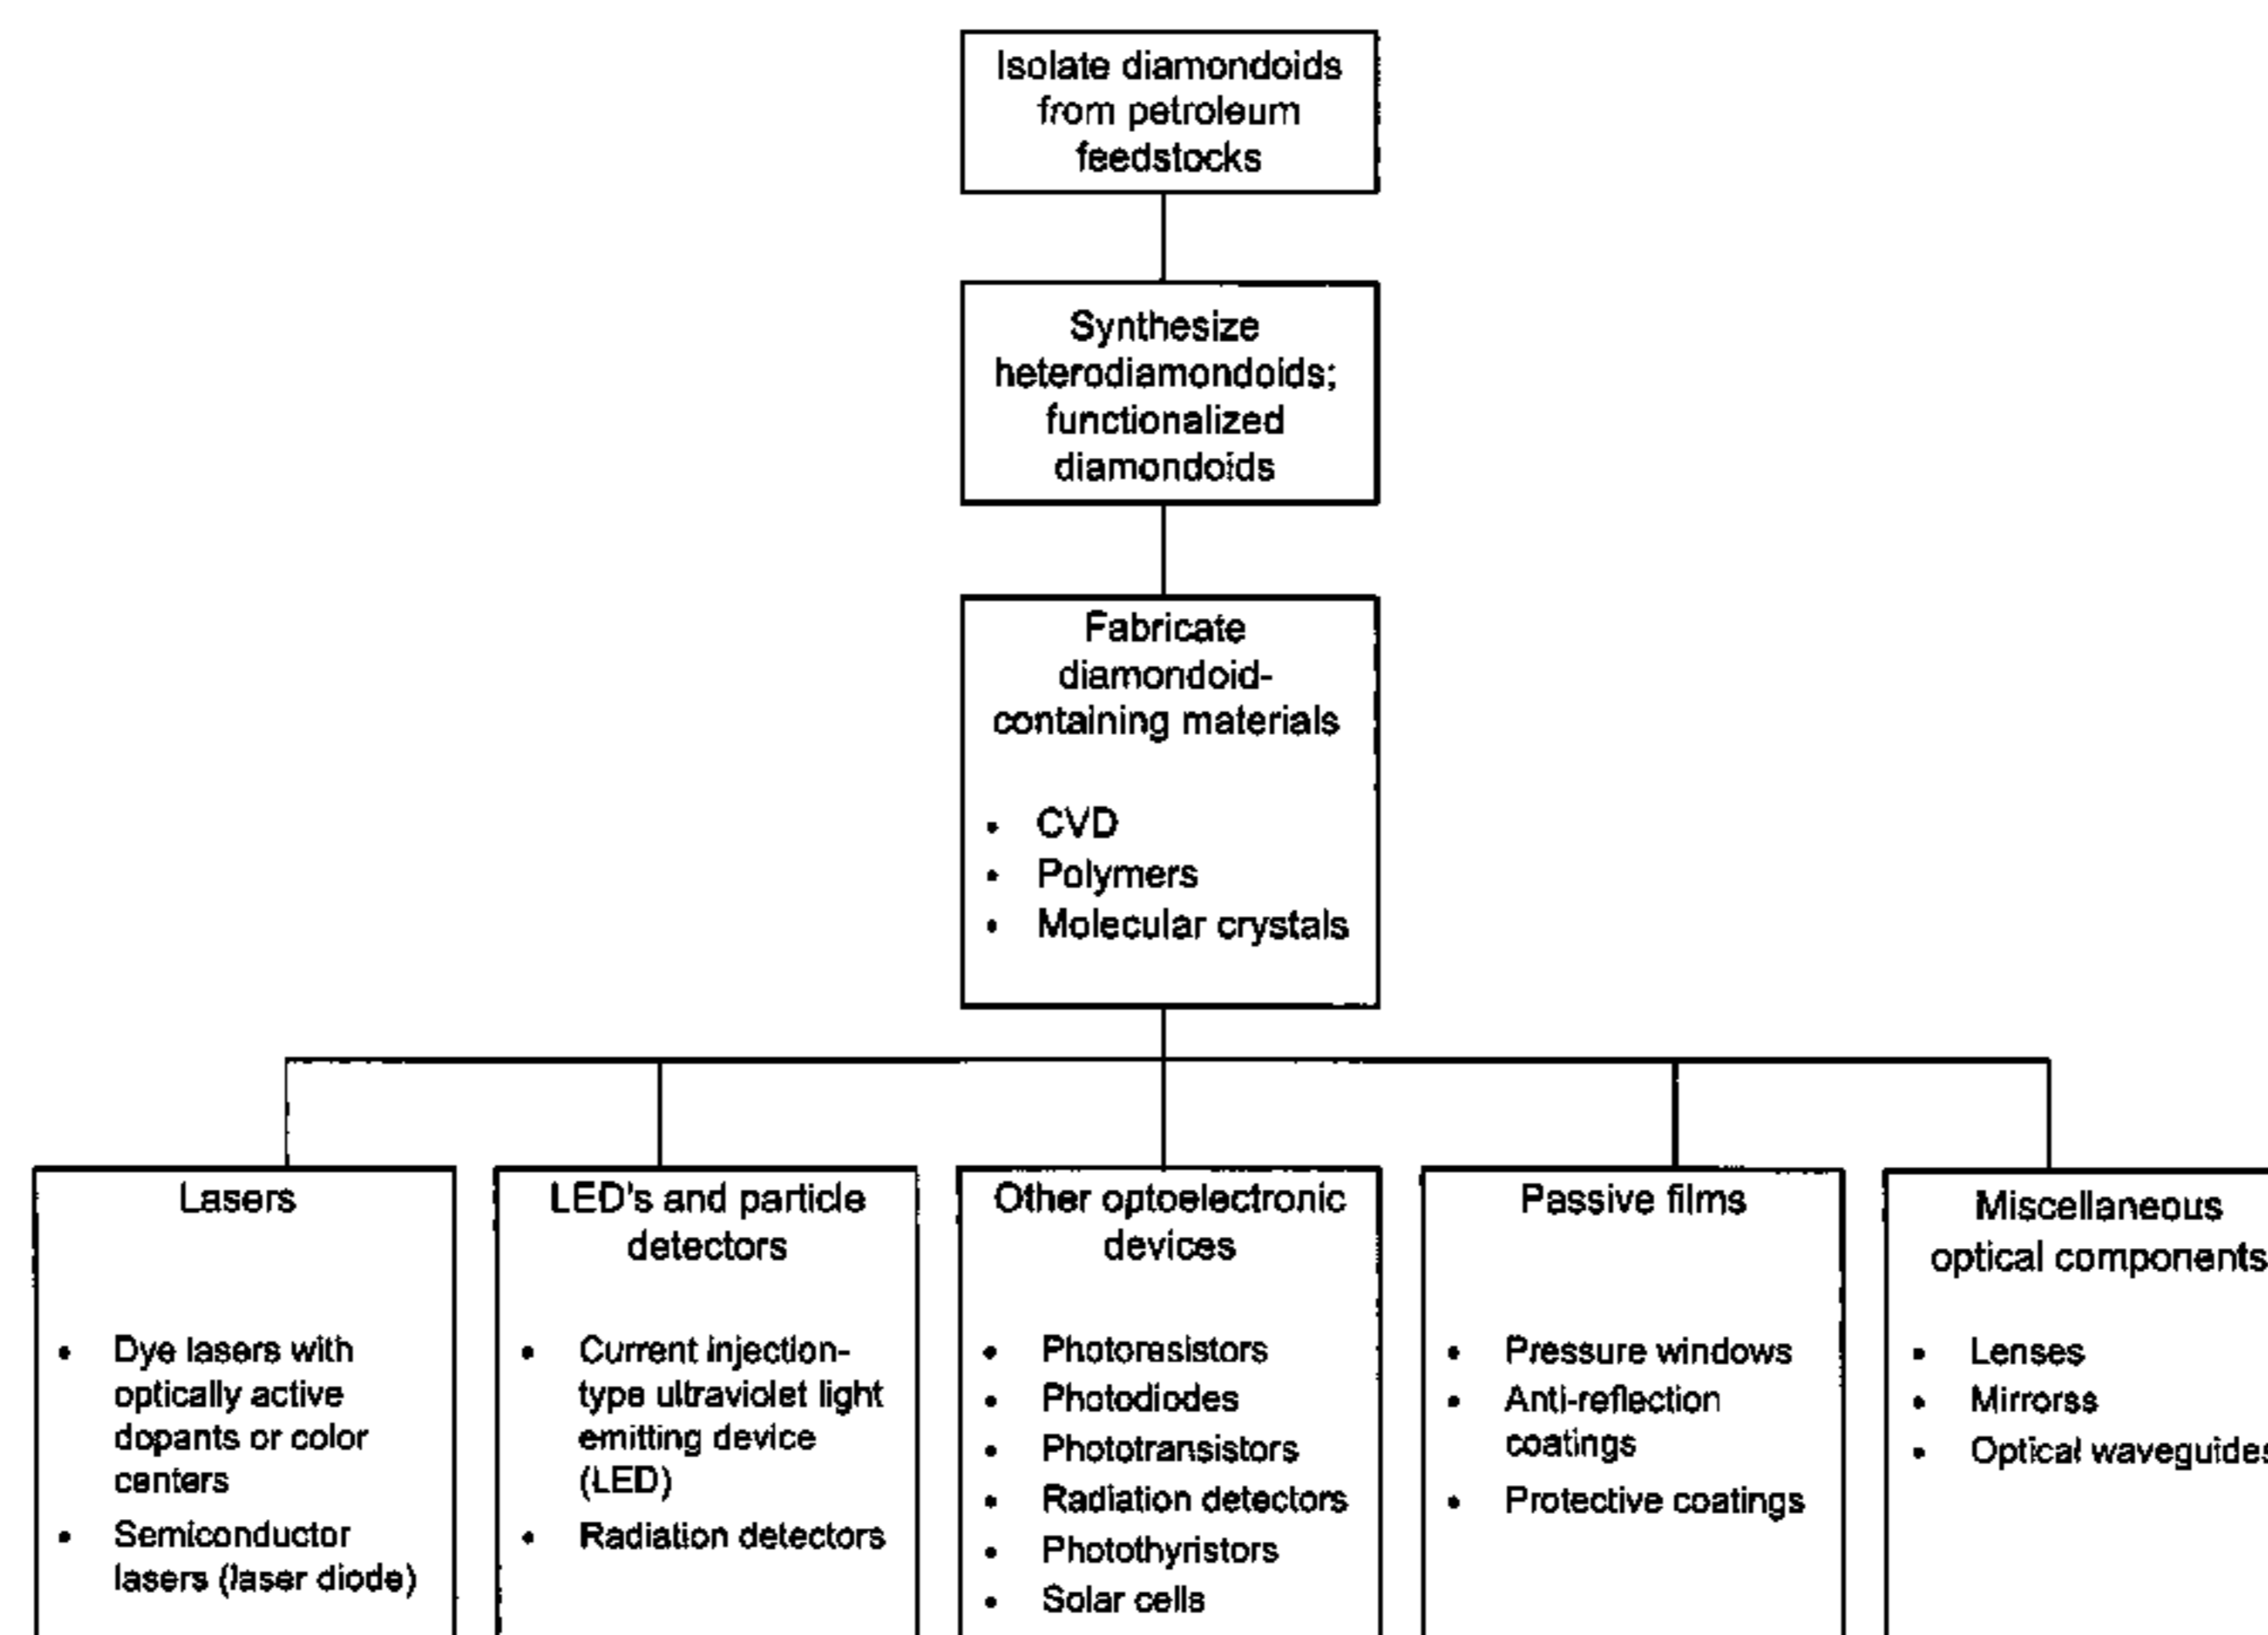 Isolate diamondoids
from petroleum
feedstocks
Synthesize
heterodiamondoids;
functionalized
diamondoids
Fabricate
diamondoid-
containing materials
• CVD
• Polymers
• Molecular crystals
Lasers
• Dye lasers with
optically active
dopants or color
centers
• Semiconductor
lasers (laser diode)
LED's and particle
detectors
• Current injection-
type ultraviolet light
emitting device
(LED)
• Radiation detectors
Other optoelectronic
devices
• Photoresistors
• Photodiodes
• Phototransistors
• Radiation detectors
• Photothyristors
• Solar cells
Passive films
• Pressure windows
• Anti-reflection
coatings
• Protective coatings
Miscellaneous
optical components
• Lenses
• Mirrorss
• Optical waveguides